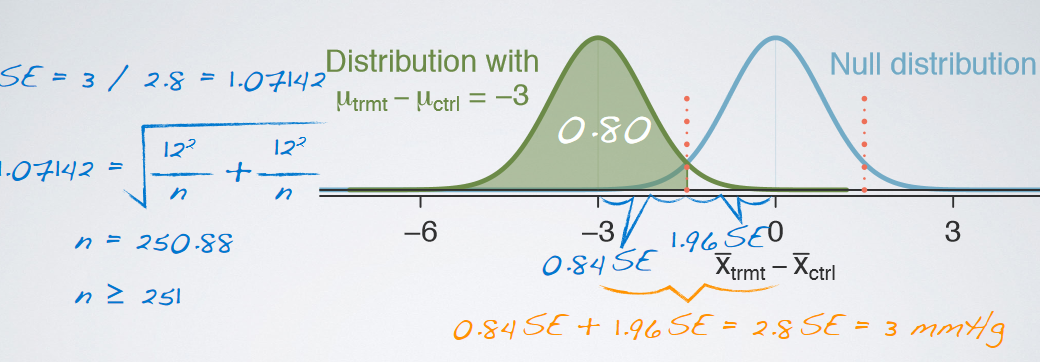 SE = 3 / 2.8 = 1.07142
1.07142 = √(12²/n + 12²/n)
n = 250.88
n ≥ 251
Distribution with
μtrmt − μctrl = −3
Null distribution
0.80
−6 −3 0 3
0.84 SE
1.96 SE
x̅trmt − x̅ctrl
0.84 SE + 1.96 SE = 2.8 SE = 3 mmHg